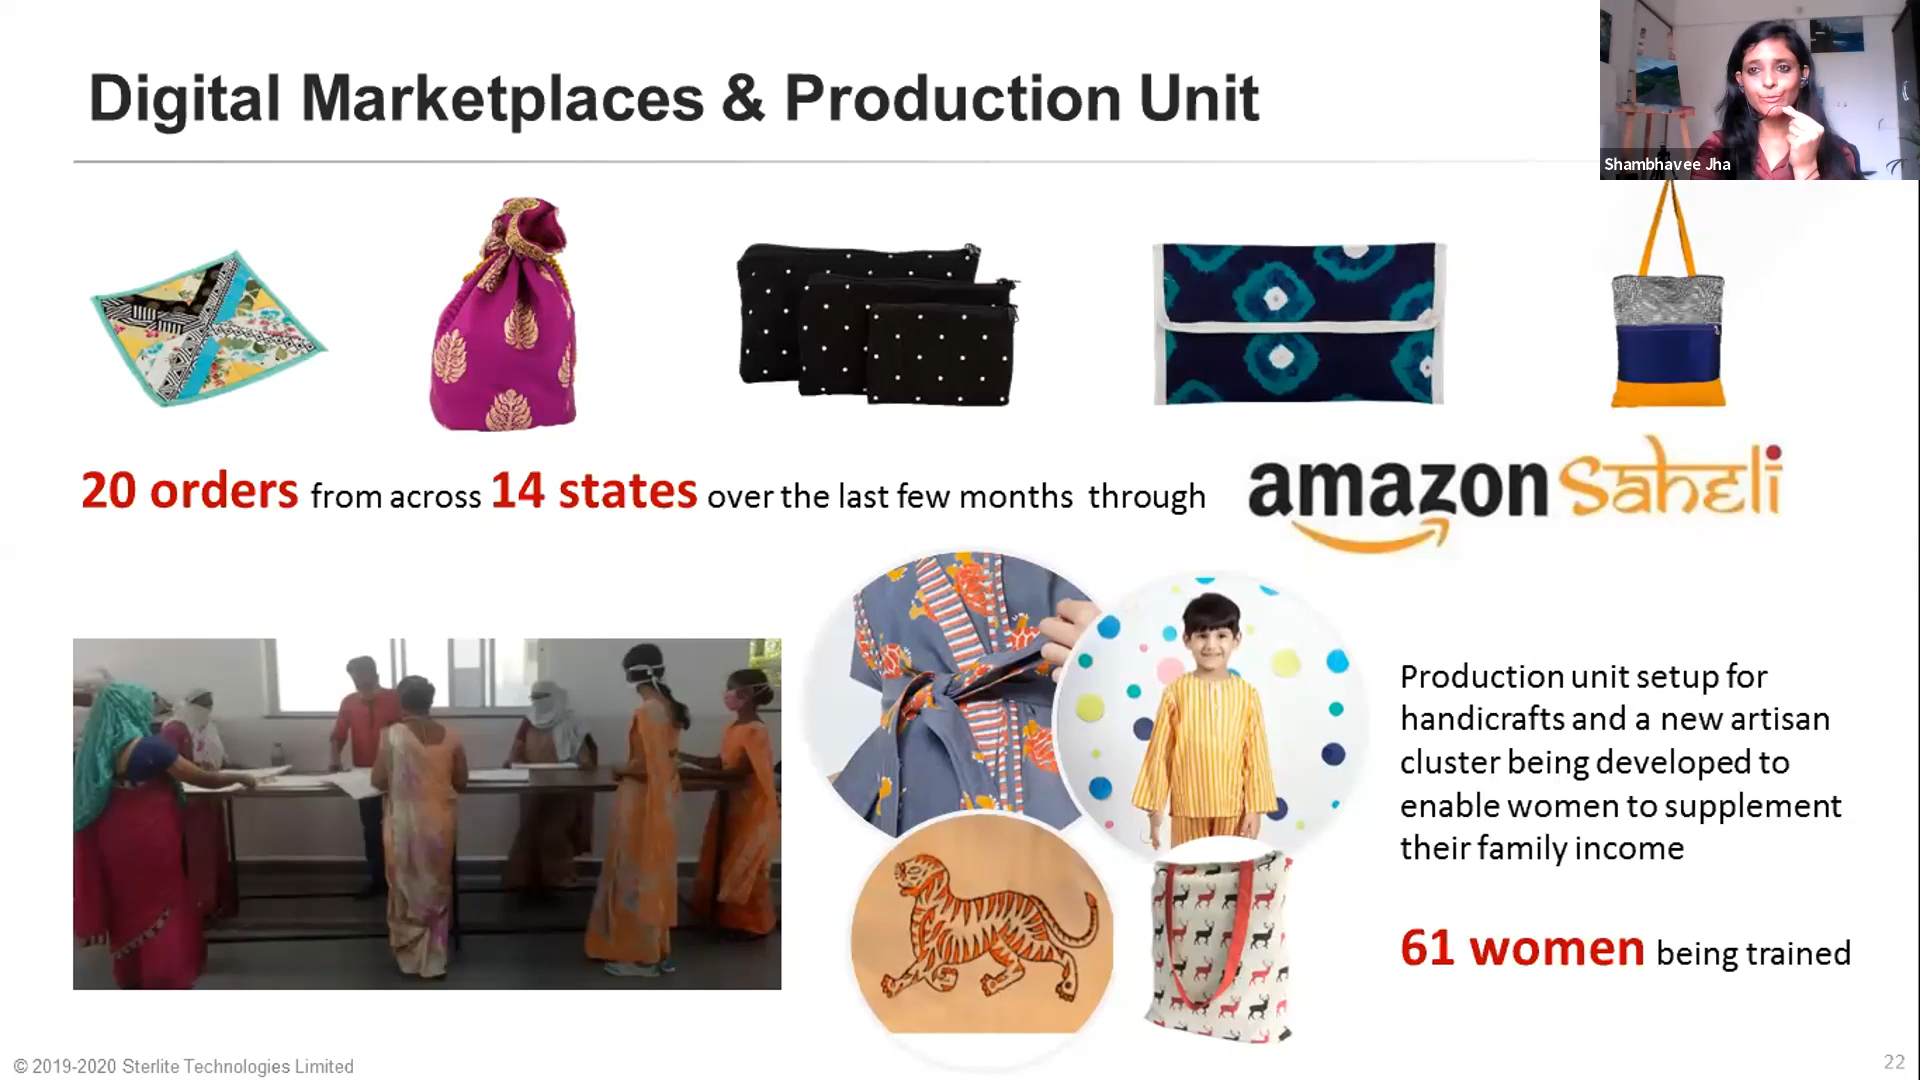 Digital Marketplaces & Production Unit
Shambhavee Jha
20 orders from across 14 states over the last few months through
amazon Saheli
Production unit setup for
handicrafts and a new artisan
cluster being developed to
enable women to supplement
their family income
61 women being trained
© 2019-2020 Sterlite Technologies Limited
22